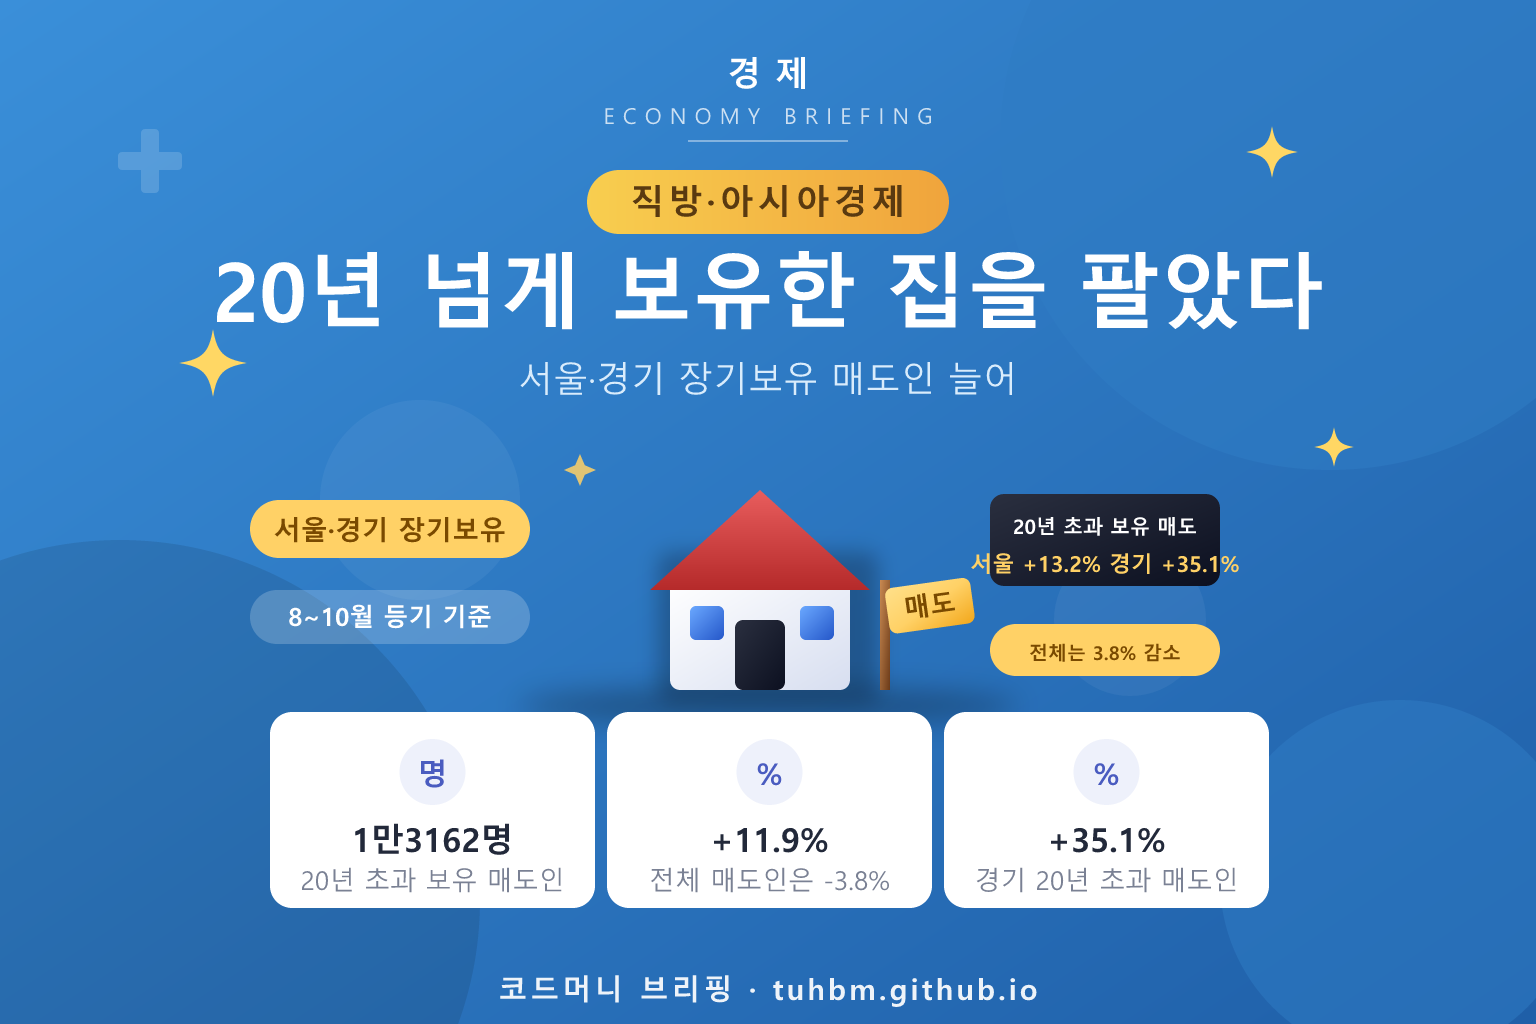 경제
ECONOMY BRIEFING
직방·아시아경제
20년 넘게 보유한 집을 팔았다
서울·경기 장기보유 매도인 늘어
서울·경기 장기보유
8~10월 등기 기준
매도
20년 초과 보유 매도
서울 +13.2% 경기 +35.1%
전체는 3.8% 감소
명
1만3162명
20년 초과 보유 매도인
%
+11.9%
전체 매도인은 -3.8%
%
+35.1%
경기 20년 초과 매도인
코드머니 브리핑 · tuhbm.github.io